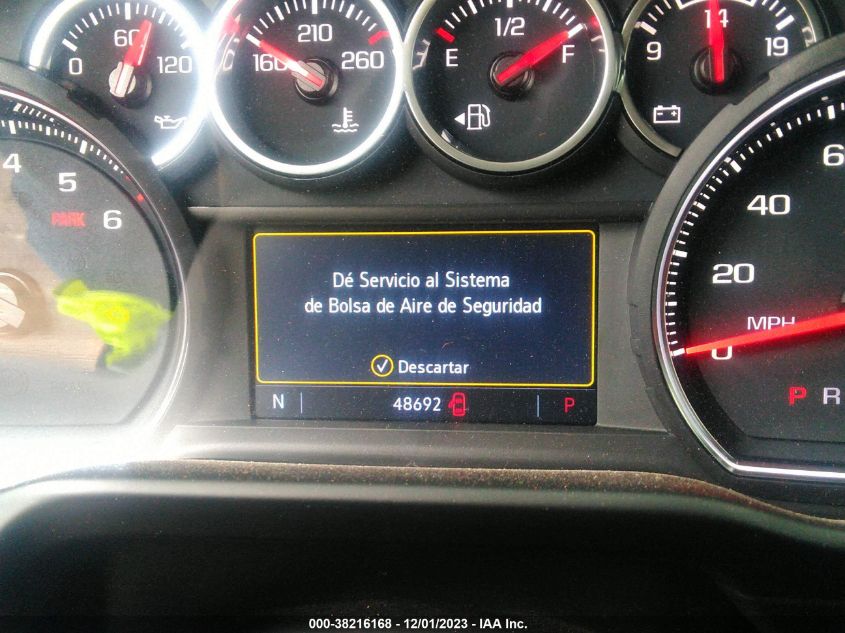 0 60 120
160 210 260
E 1/2 F
9 14 19
4 5 6
PARK
Dé Servicio al Sistema
de Bolsa de Aire de Seguridad
Descartar
N 48692 P
0 20 40 6
MPH
P R
000-38216168 - 12/01/2023 - IAA Inc.